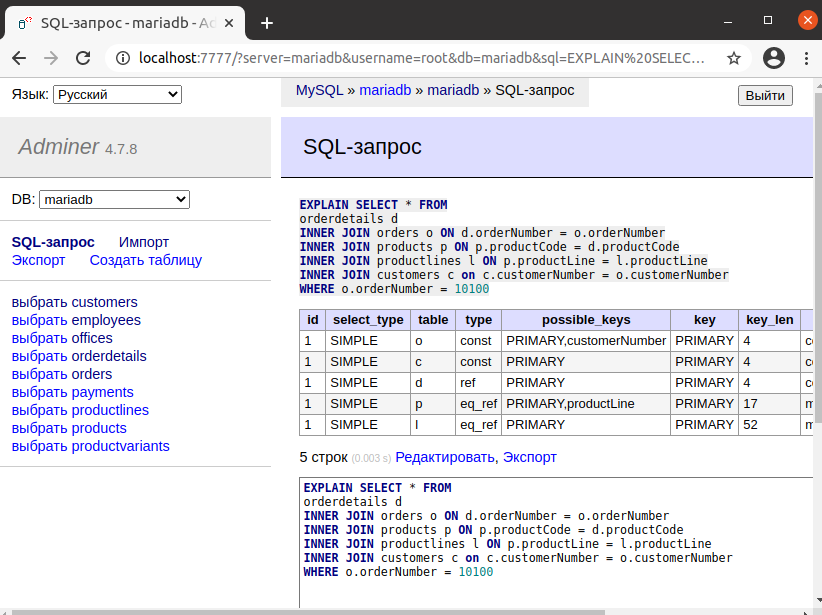 SQL-запрос - mariadb - Ad
localhost:7777/?server=mariadb&username=root&db=mariadb&sql=EXPLAIN%20SELEC...
Язык: Русский
MySQL » mariadb » mariadb » SQL-запрос
Выйти
Adminer 4.7.8
SQL-запрос
DB: mariadb
SQL-запрос Импорт
Экспорт Создать таблицу
выбрать customers
выбрать employees
выбрать offices
выбрать orderdetails
выбрать orders
выбрать payments
выбрать productlines
выбрать products
выбрать productvariants
EXPLAIN SELECT * FROM
orderdetails d
INNER JOIN orders o ON d.orderNumber = o.orderNumber
INNER JOIN products p ON p.productCode = d.productCode
INNER JOIN productlines l ON p.productLine = l.productLine
INNER JOIN customers c on c.customerNumber = o.customerNumber
WHERE o.orderNumber = 10100
id select_type table type possible_keys key key_len
1 SIMPLE o const PRIMARY,customerNumber PRIMARY 4
1 SIMPLE c const PRIMARY PRIMARY 4
1 SIMPLE d ref PRIMARY PRIMARY 4
1 SIMPLE p eq_ref PRIMARY,productLine PRIMARY 17
1 SIMPLE l eq_ref PRIMARY PRIMARY 52
5 строк (0.003 s) Редактировать, Экспорт
EXPLAIN SELECT * FROM
orderdetails d
INNER JOIN orders o ON d.orderNumber = o.orderNumber
INNER JOIN products p ON p.productCode = d.productCode
INNER JOIN productlines l ON p.productLine = l.productLine
INNER JOIN customers c on c.customerNumber = o.customerNumber
WHERE o.orderNumber = 10100